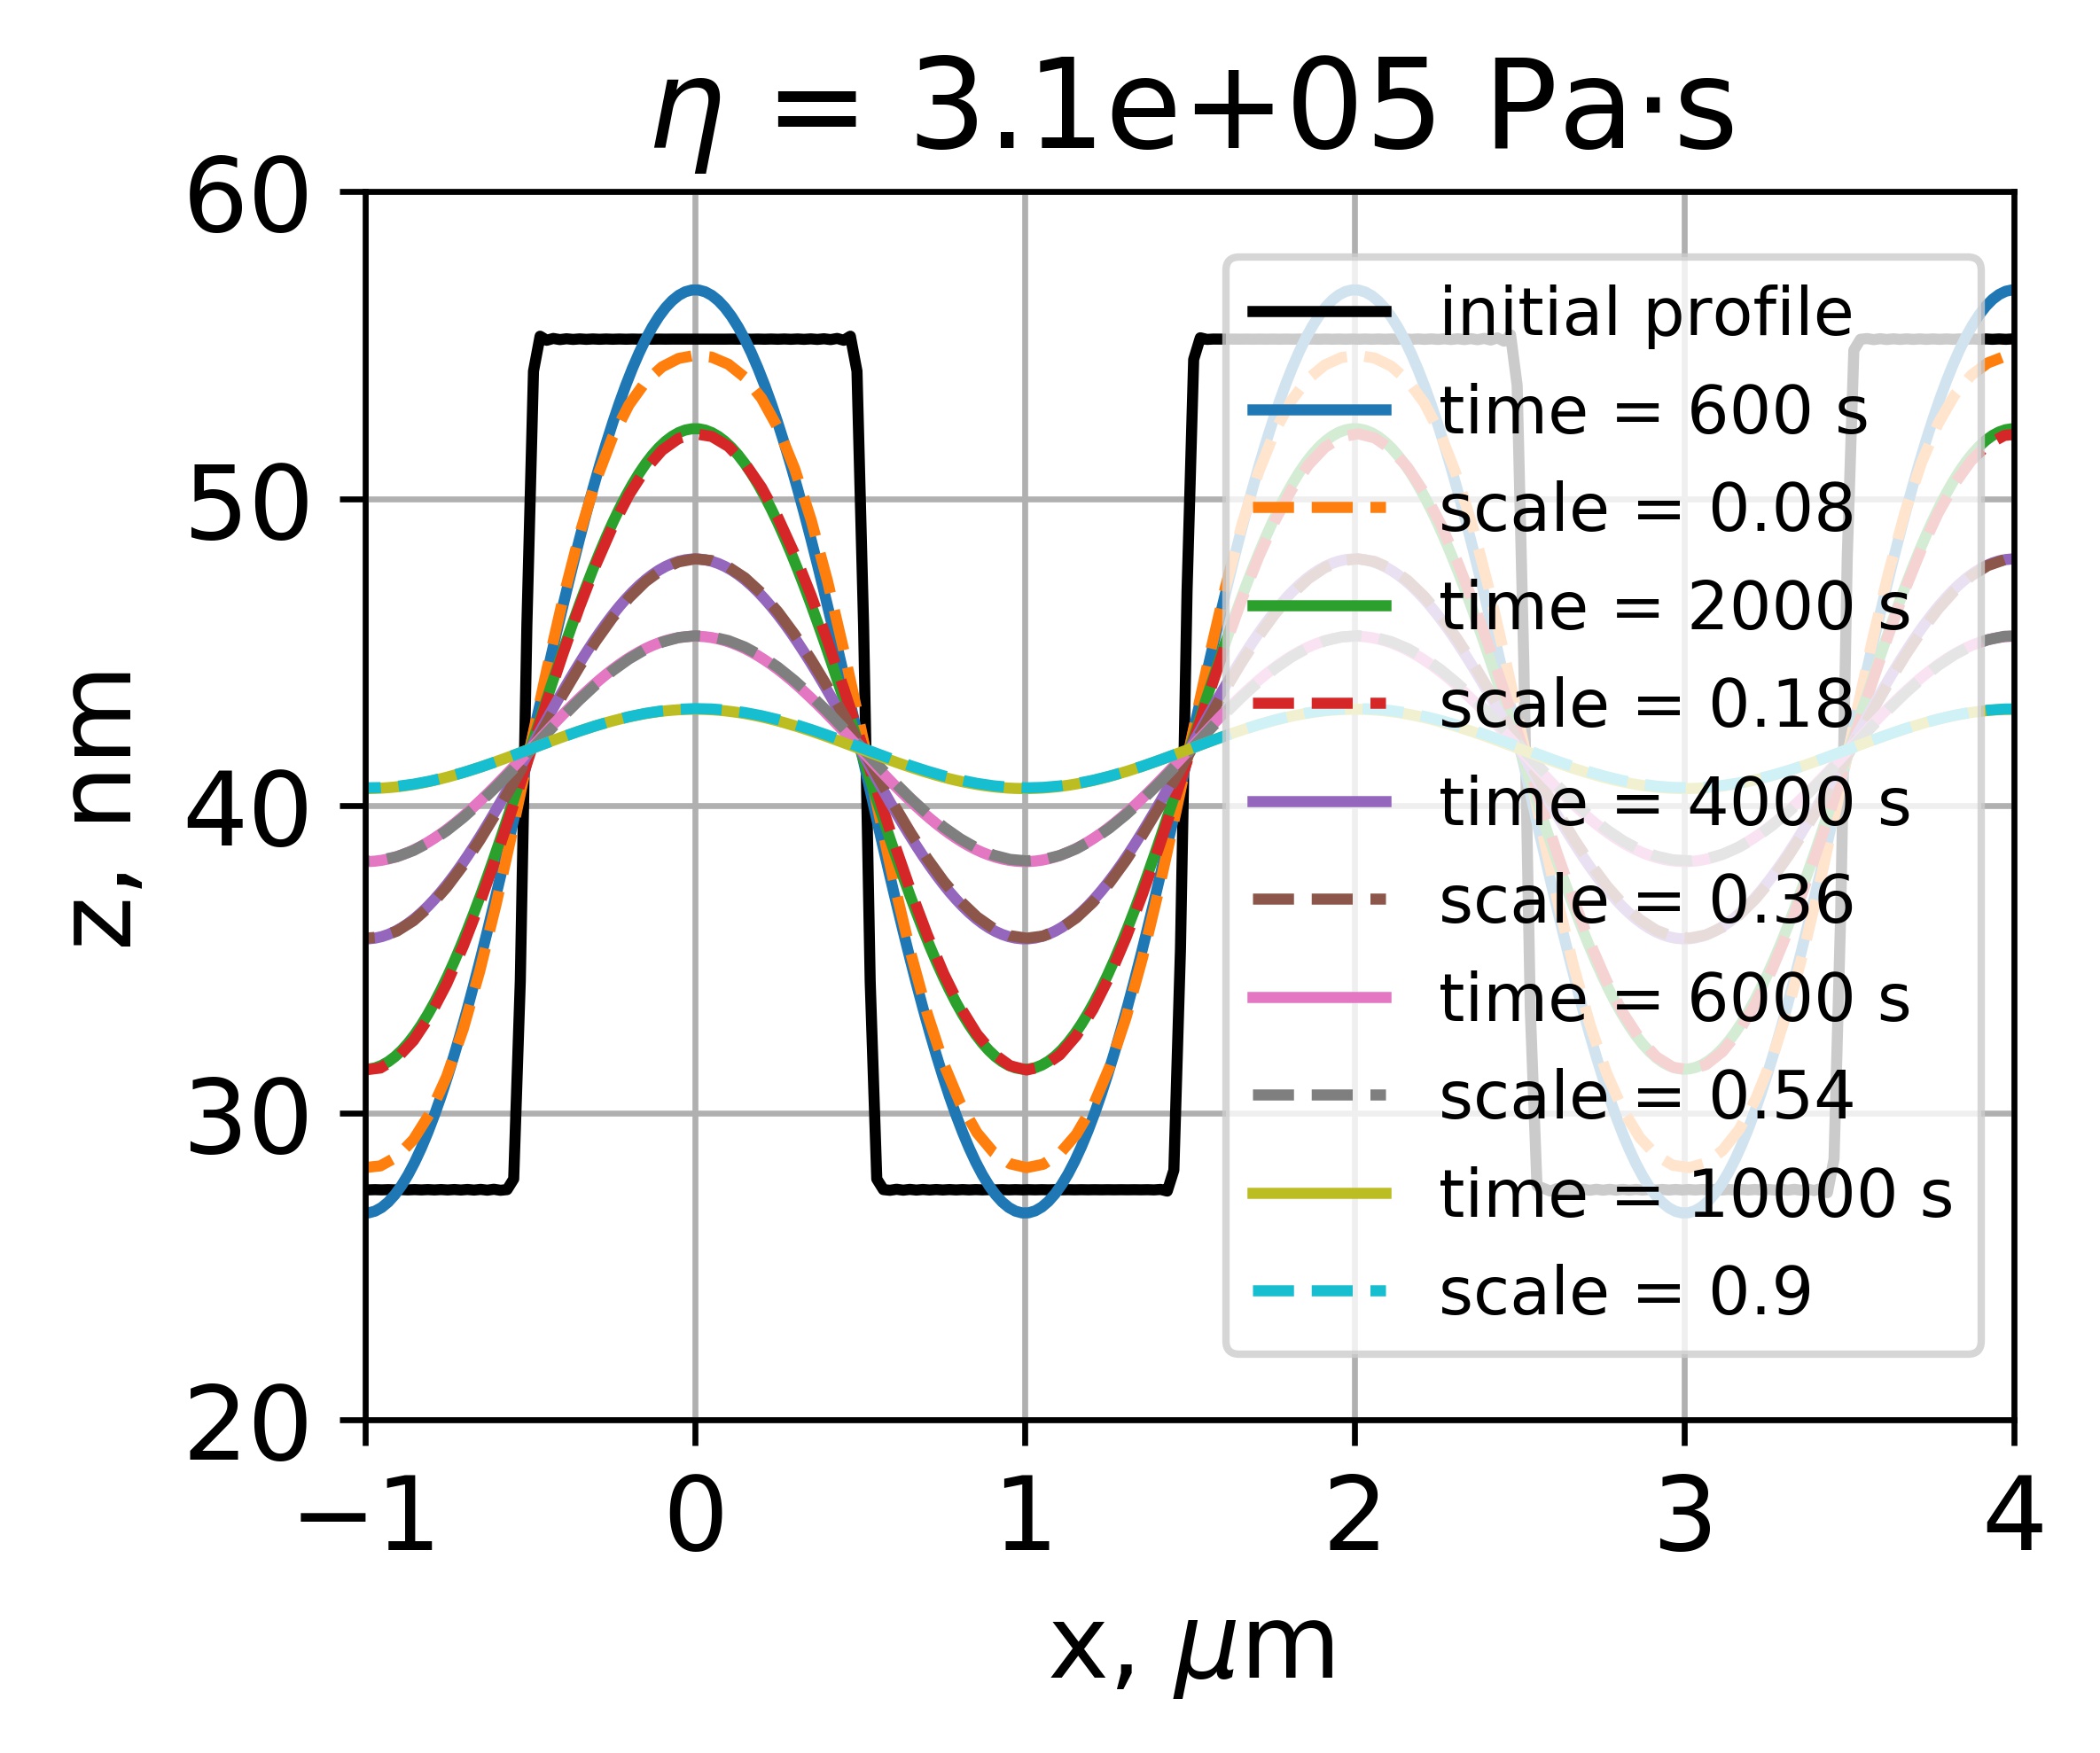 η = 3.1e+05 Pa·s
z, nm
60
50
40
30
20
initial profile
time = 600 s
scale = 0.08
time = 2000 s
scale = 0.18
time = 4000 s
scale = 0.36
time = 6000 s
scale = 0.54
time = 10000 s
scale = 0.9
−1 0 1 2 3 4
x, μm